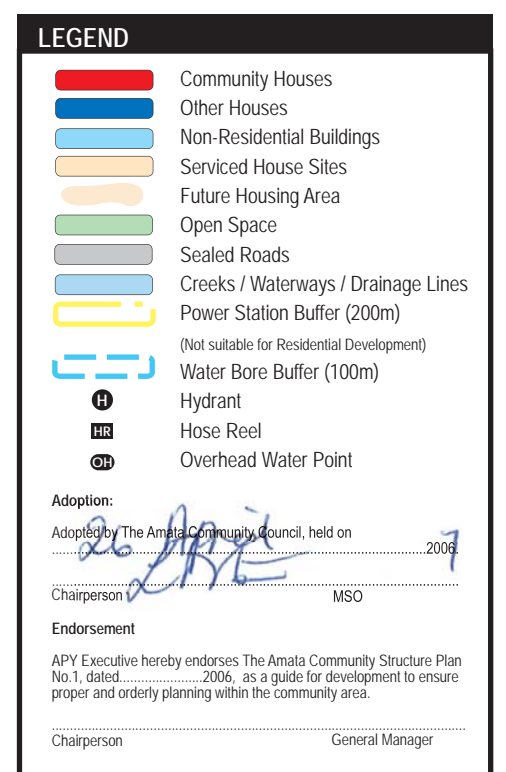 LEGEND
Community Houses
Other Houses
Non-Residential Buildings
Serviced House Sites
Future Housing Area
Open Space
Sealed Roads
Creeks / Waterways / Drainage Lines
Power Station Buffer (200m)
(Not suitable for Residential Development)
Water Bore Buffer (100m)
H Hydrant
HR Hose Reel
OH Overhead Water Point
Adoption:
Adopted by The Amata Community Council, held on
26 April 2006. 7
Chairperson MSO
Endorsement
APY Executive hereby endorses The Amata Community Structure Plan
No.1, dated.......................2006, as a guide for development to ensure
proper and orderly planning within the community area.
Chairperson General Manager